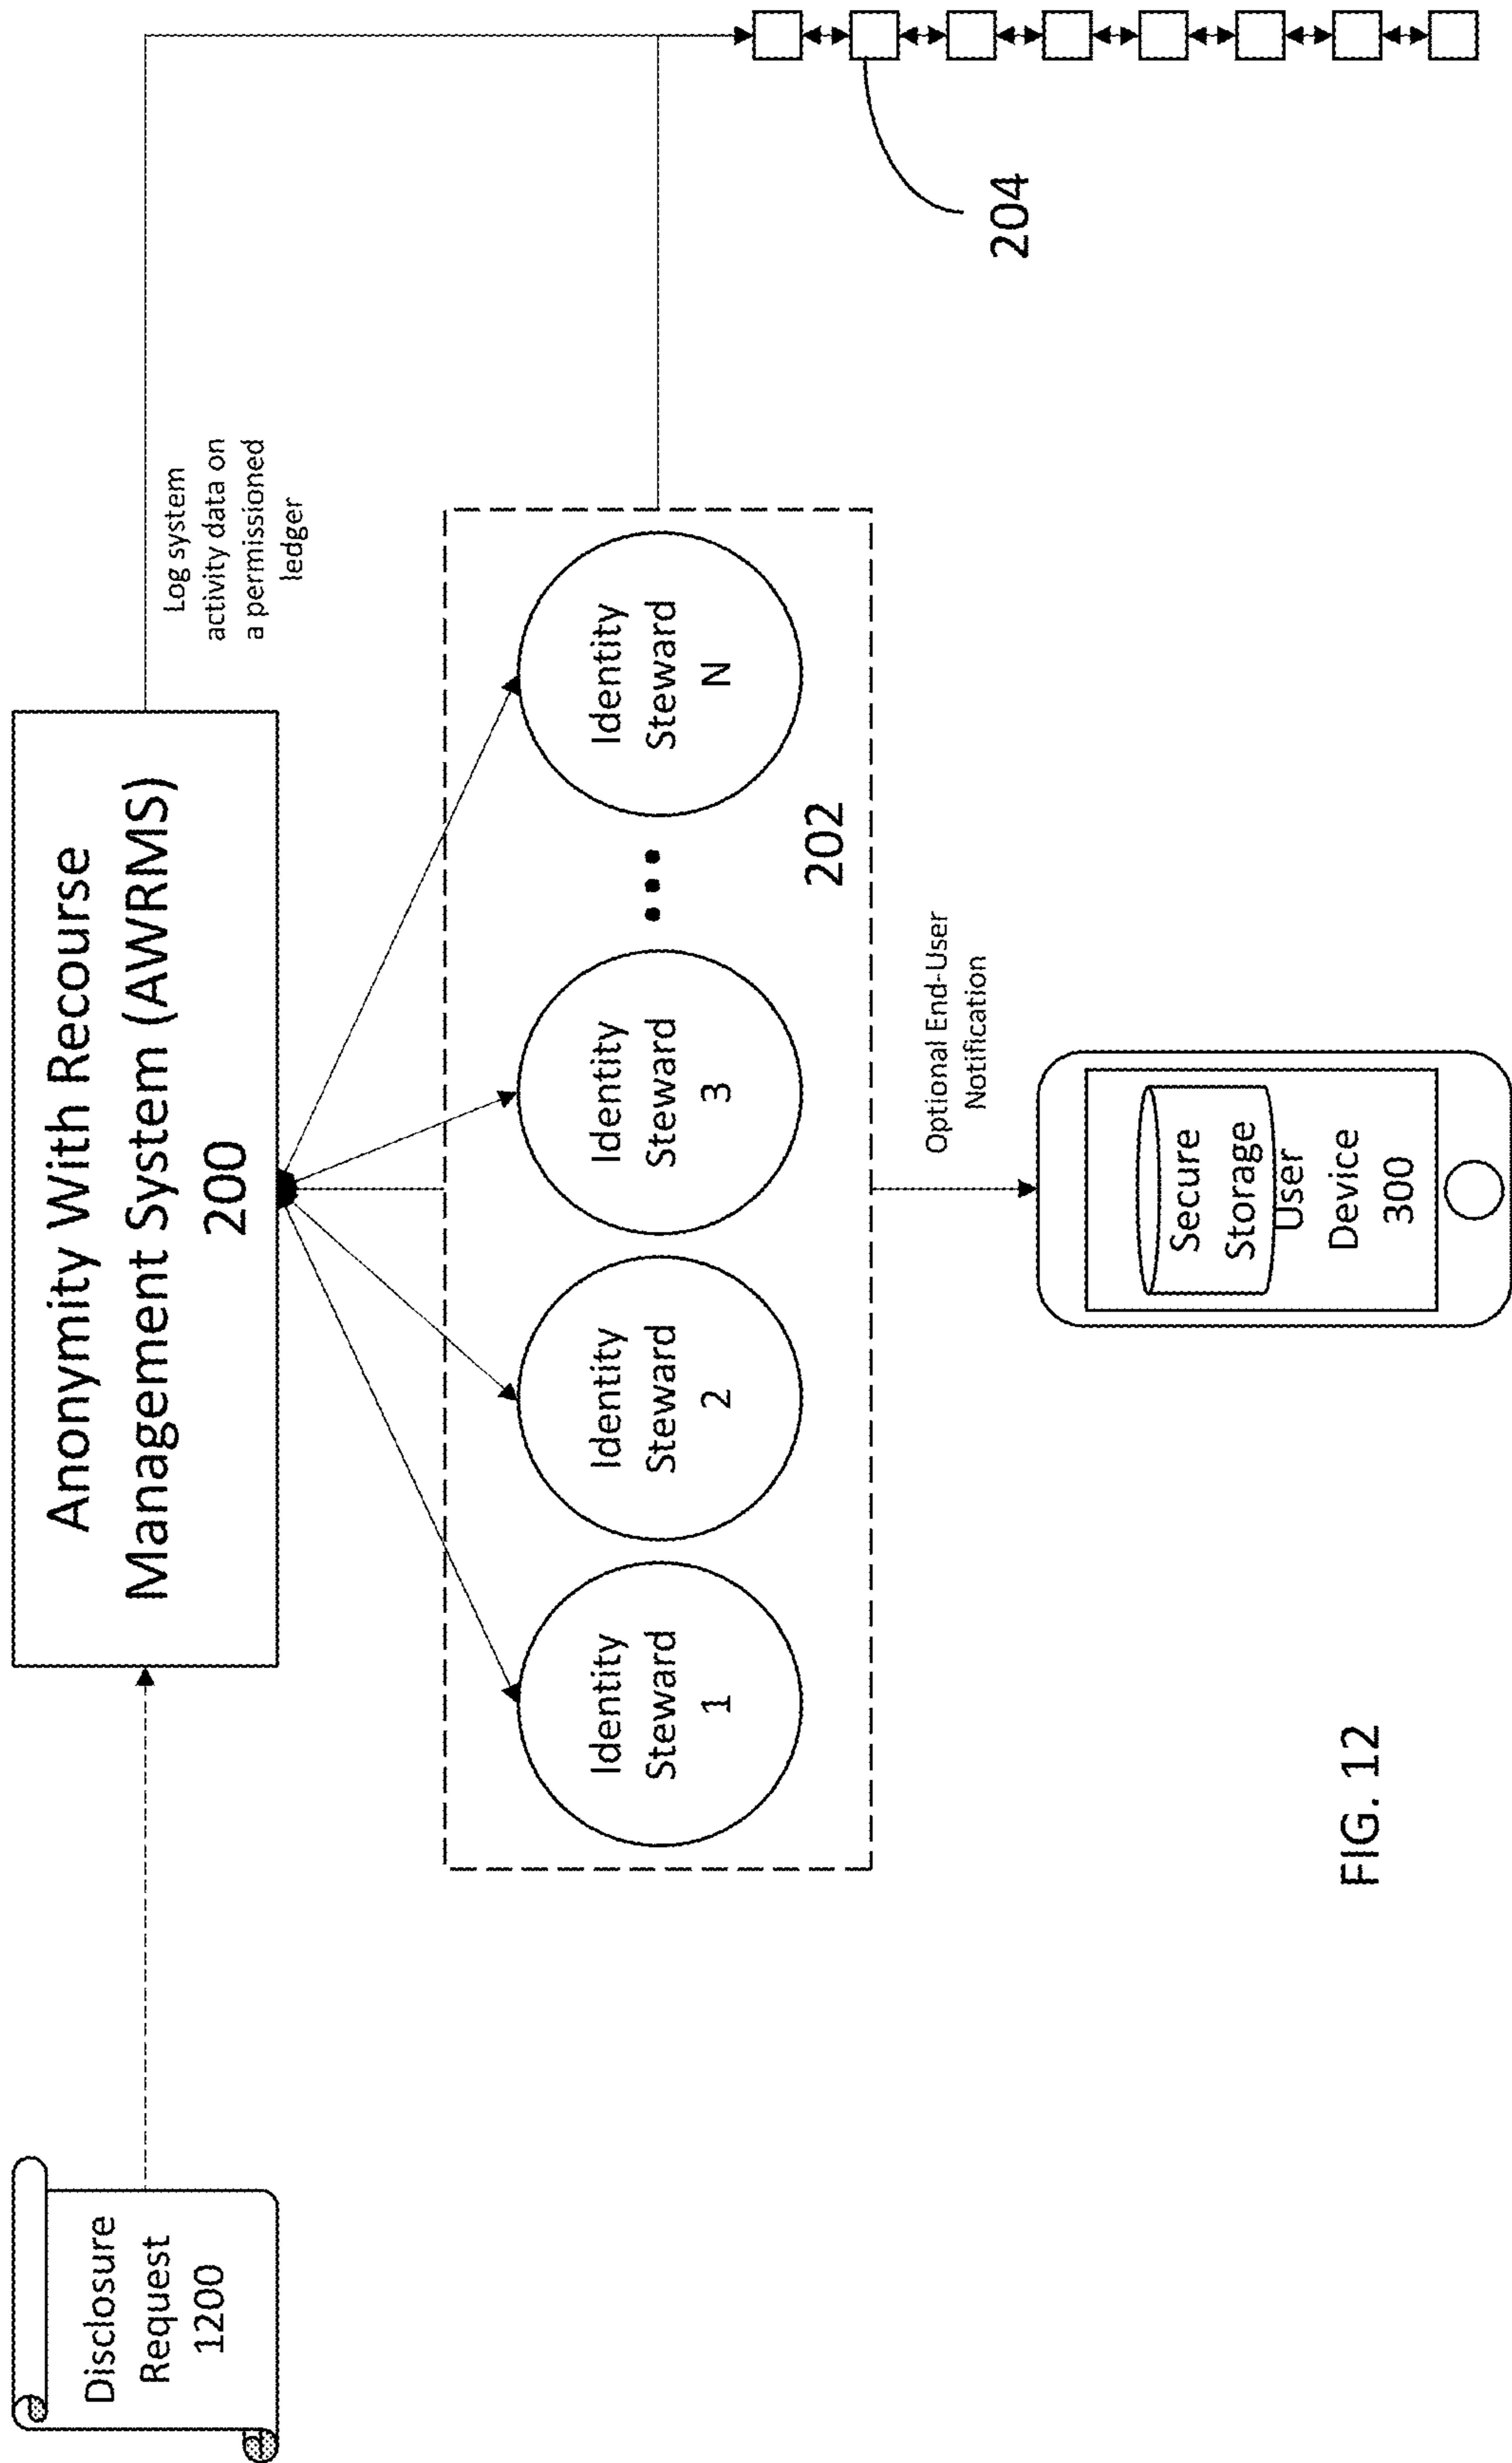 Disclosure
Request
1200
Anonymity With Recourse
Management System (AWRMS)
200
Log system
activity data on
a permissioned
ledger
Identity
Steward
1
Identity
Steward
2
Identity
Steward
3
Identity
Steward
N
202
204
Optional End-User
Notification
Secure
Storage
User
Device
300
FIG. 12